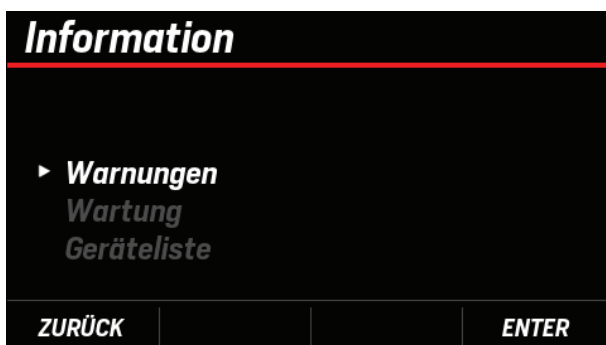 Information
Warnungen
Wartung
Geräteliste
ZURÜCK ENTER